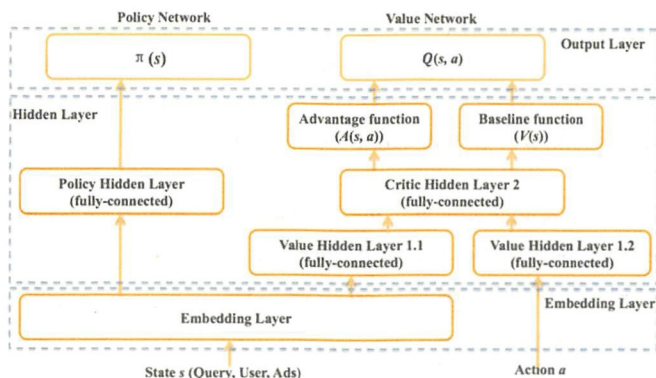 Policy Network
Value Network
Output Layer
π (s)
Q(s, a)
Hidden Layer
Advantage function
(A(s, a))
Baseline function
(V(s))
Policy Hidden Layer
(fully-connected)
Critic Hidden Layer 2
(fully-connected)
Value Hidden Layer 1.1
(fully-connected)
Value Hidden Layer 1.2
(fully-connected)
Embedding Layer
Embedding Layer
State s (Query, User, Ads)
Action a